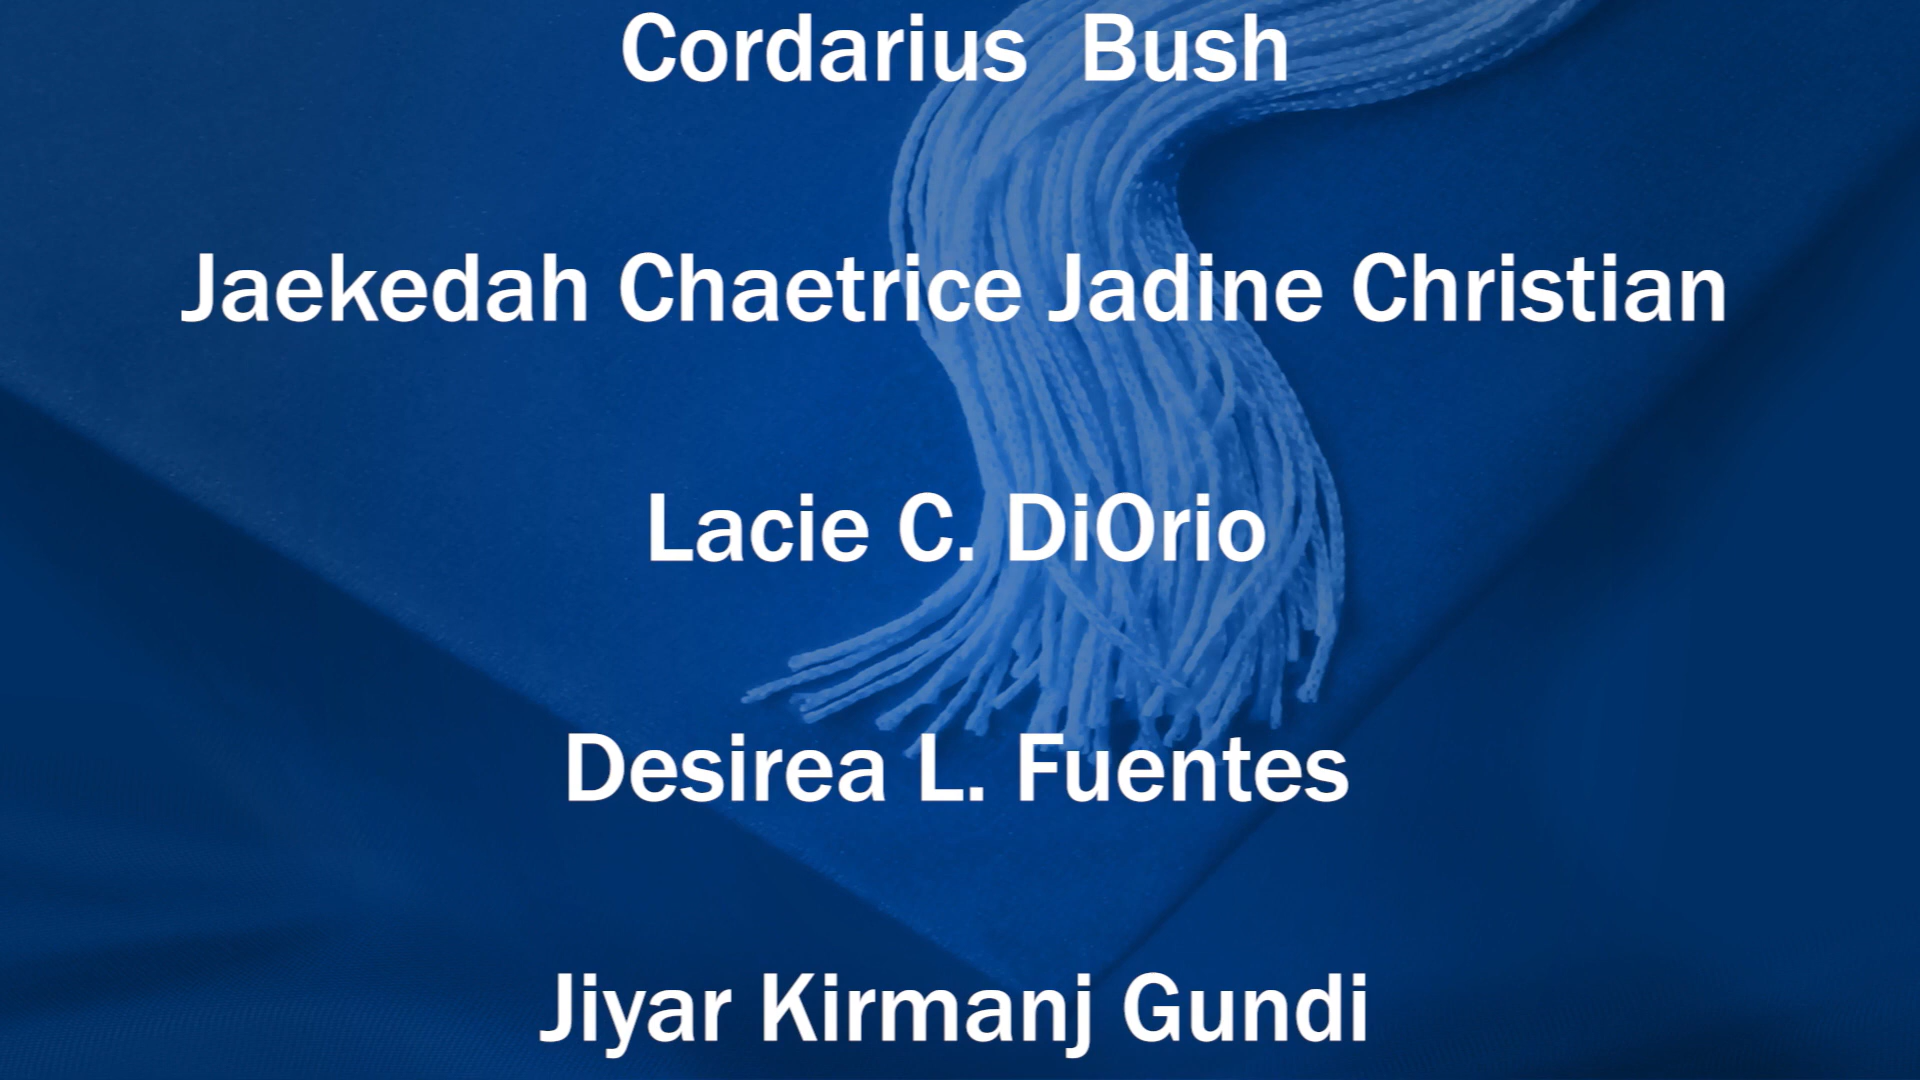 Cordarius  Bush
Jaekedah Chaetrice Jadine Christian
Lacie C. DiOrio
Desirea L. Fuentes
Jiyar Kirmanj Gundi